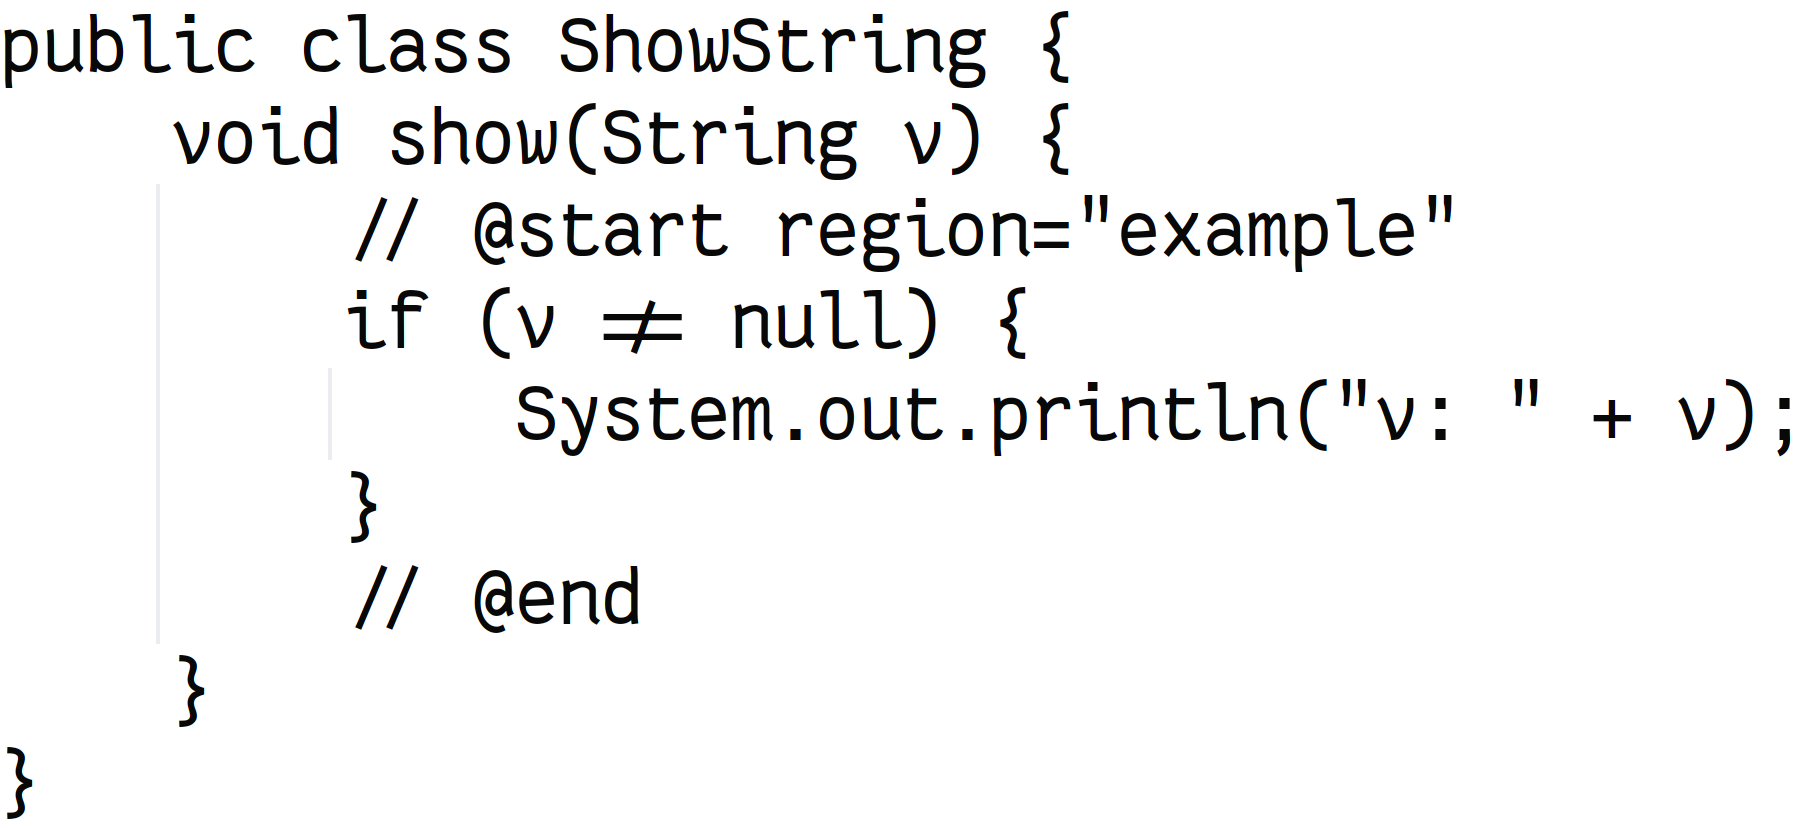 public class ShowString {
    void show(String v) {
        // @start region="example"
        if (v != null) {
            System.out.println("v: " + v);
        }
        // @end
    }
}